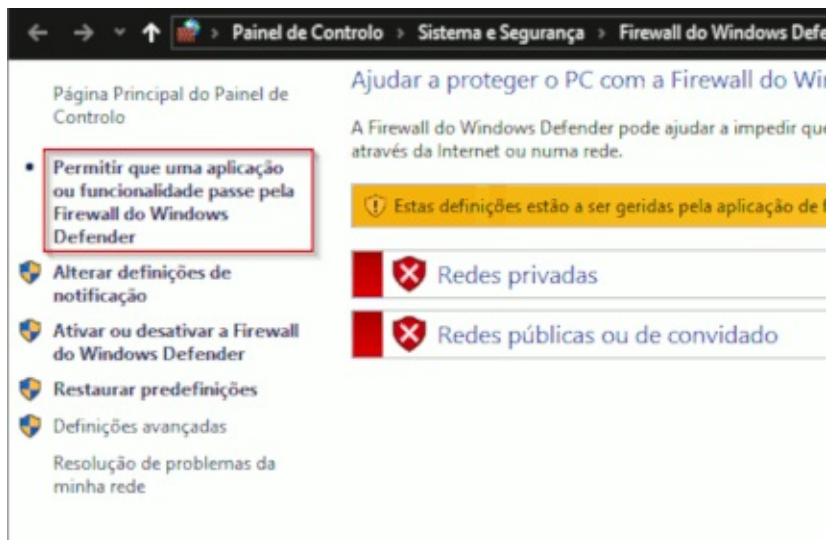 Painel de Controlo > Sistema e Segurança > Firewall do Windows Defe
Página Principal do Painel de
Controlo
Permitir que uma aplicação
ou funcionalidade passe pela
Firewall do Windows
Defender
Alterar definições de
notificação
Ativar ou desativar a Firewall
do Windows Defender
Restaurar predefinições
Definições avançadas
Resolução de problemas da
minha rede
Ajudar a proteger o PC com a Firewall do Wi
A Firewall do Windows Defender pode ajudar a impedir que
através da Internet ou numa rede.
Estas definições estão a ser geridas pela aplicação de
Redes privadas
Redes públicas ou de convidado